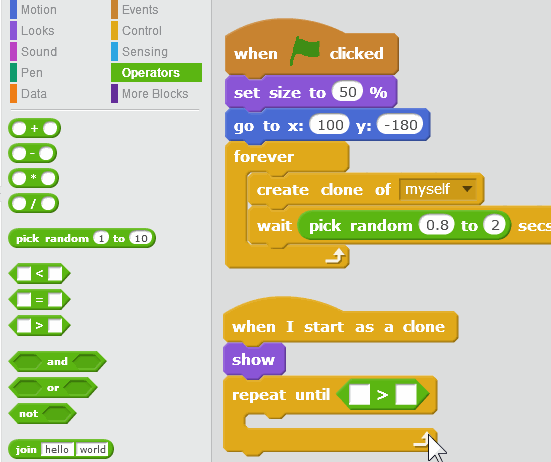 Motion
Events
Looks
Control
Sound
Sensing
Pen
Operators
Data
More Blocks
+
-
*
/
pick random 1 to 10
<
=
>
and
or
not
join hello world
when clicked
set size to 50 %
go to x: 100 y: -180
forever
create clone of myself
wait pick random 0.8 to 2 secs
when I start as a clone
show
repeat until >